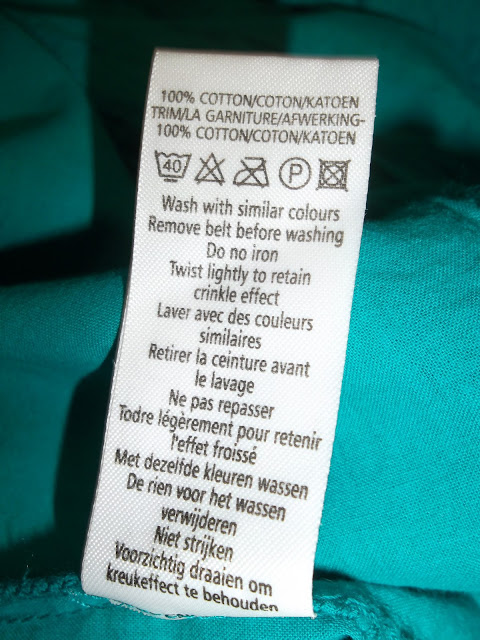 100% COTTON/COTON/KATOEN
TRIM/LA GARNITURE/AFWERKING-
100% COTTON/COTON/KATOEN
40 P
Wash with similar colours
Remove belt before washing
Do no iron
Twist lightly to retain
crinkle effect
Laver avec des couleurs
similaires
Retirer la ceinture avant
le lavage
Ne pas repasser
Todre légèrement pour retenir
l'effet froissé
Met dezelfde kleuren wassen
De rien voor het wassen
verwijderen
Niet strijken
Voorzichtig draaien om
kreukeffect te behouden